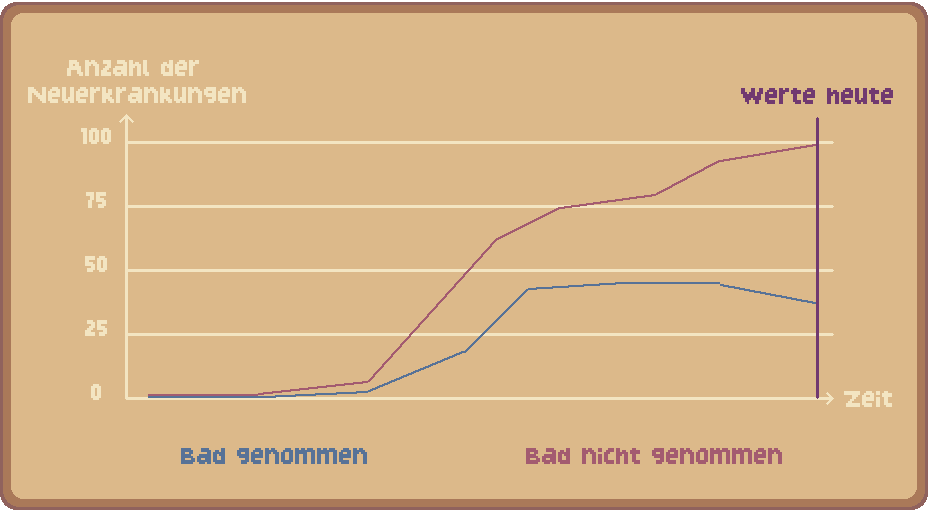 Anzahl der
Neuerkrankungen
Werte heute
100
75
50
25
0
Zeit
Bad genommen
Bad nicht genommen